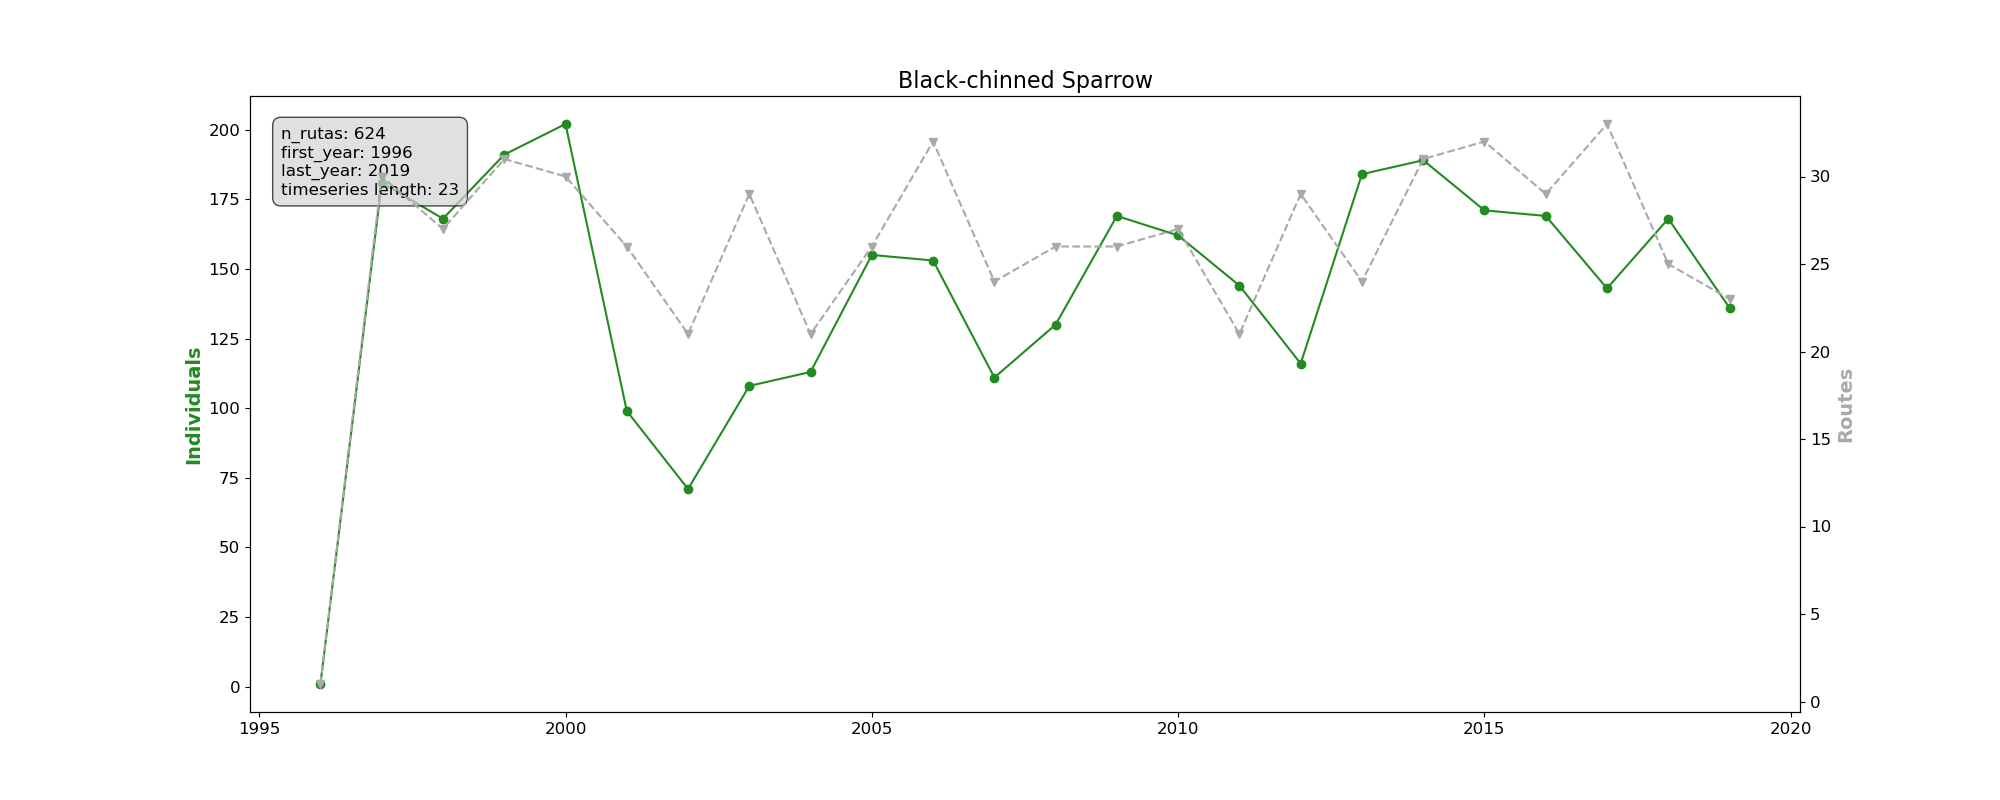 Black-chinned Sparrow
n_rutas: 624
first_year: 1996
last_year: 2019
timeseries length: 23
200
175
150
125
100
75
50
25
0
Individuals
30
25
20
15
10
5
0
Routes
1995 2000 2005 2010 2015 2020